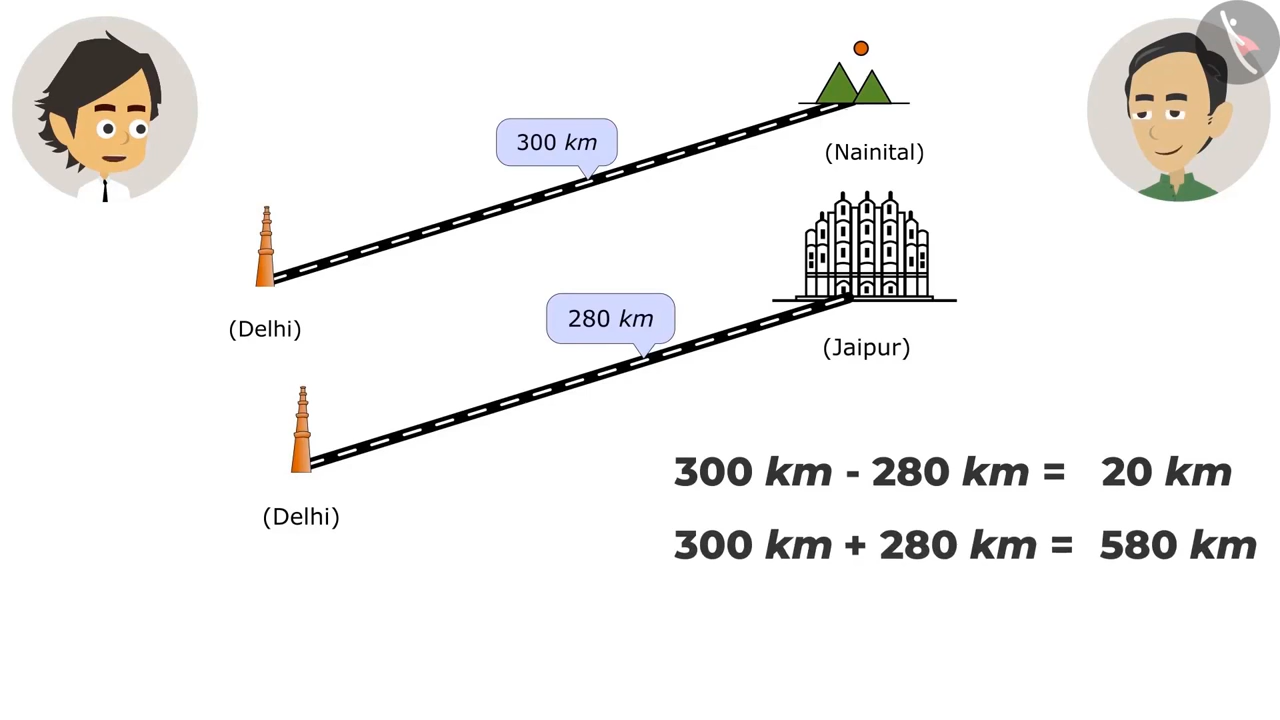 300 km
(Nainital)
(Delhi)
280 km
(Jaipur)
(Delhi)
300 km - 280 km = 20 km
300 km + 280 km = 580 km